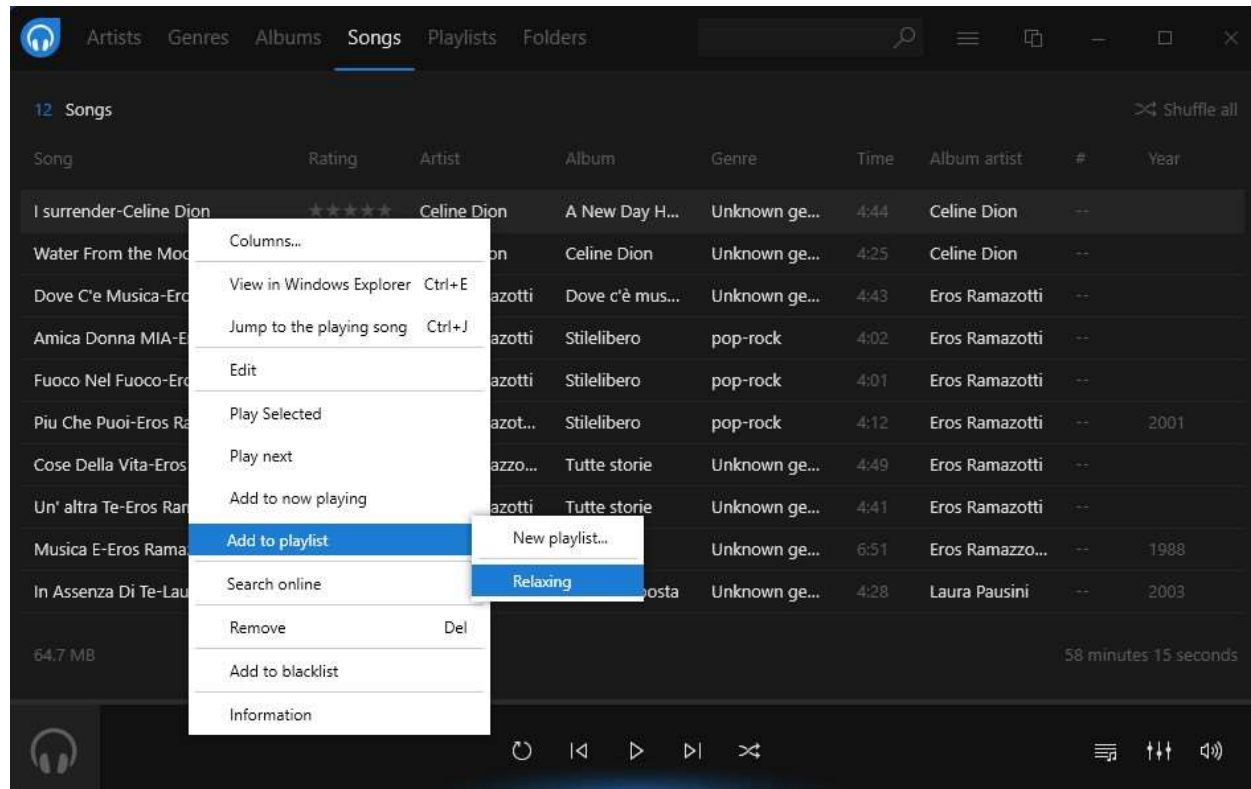 Artists Genres Albums Songs Playlists Folders
12 Songs
Shuffle all
Song Rating Artist Album Genre Time Album artist # Year
I surrender-Celine Dion ★★★★★ Celine Dion A New Day H... Unknown ge... 4:44 Celine Dion --
Water From the Moo on Celine Dion Unknown ge... 4:25 Celine Dion --
Dove C'e Musica-Erc azotti Dove c'è mus... Unknown ge... 4:43 Eros Ramazotti --
Amica Donna MIA-E azotti Stilelibero pop-rock 4:02 Eros Ramazotti --
Fuoco Nel Fuoco-Erc azotti Stilelibero pop-rock 4:01 Eros Ramazotti --
Piu Che Puoi-Eros Ra azot... Stilelibero pop-rock 4:12 Eros Ramazotti -- 2001
Cose Della Vita-Eros azzo... Tutte storie Unknown ge... 4:49 Eros Ramazotti --
Un' altra Te-Eros Ran azotti Tutte storie Unknown ge... 4:41 Eros Ramazotti --
Musica E-Eros Rama Unknown ge... 6:51 Eros Ramazzo... -- 1988
In Assenza Di Te-Lau posta Unknown ge... 4:28 Laura Pausini -- 2003
64.7 MB
58 minutes 15 seconds
Columns...
View in Windows Explorer Ctrl+E
Jump to the playing song Ctrl+J
Edit
Play Selected
Play next
Add to now playing
Add to playlist
Search online
Remove Del
Add to blacklist
Information
New playlist...
Relaxing